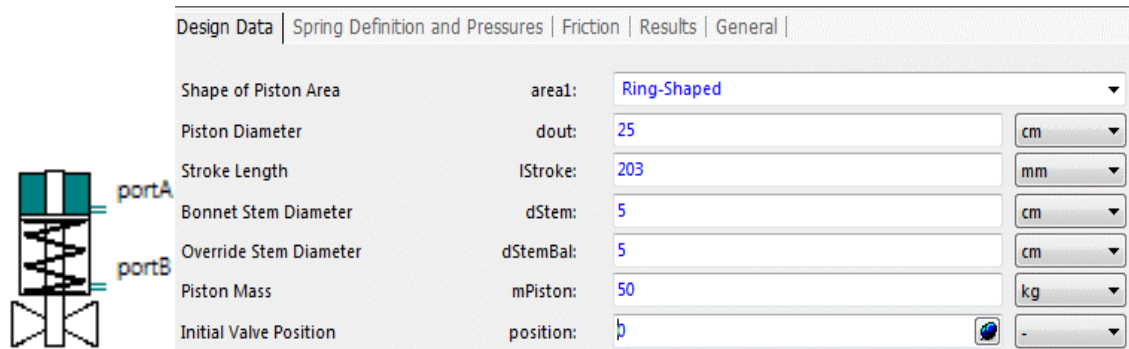 Design Data | Spring Definition and Pressures | Friction | Results | General |
Shape of Piston Area area1: Ring-Shaped
Piston Diameter dout: 25 cm
Stroke Length lStroke: 203 mm
Bonnet Stem Diameter dStem: 5 cm
Override Stem Diameter dStemBal: 5 cm
Piston Mass mPiston: 50 kg
Initial Valve Position position: 0 -
portA
portB